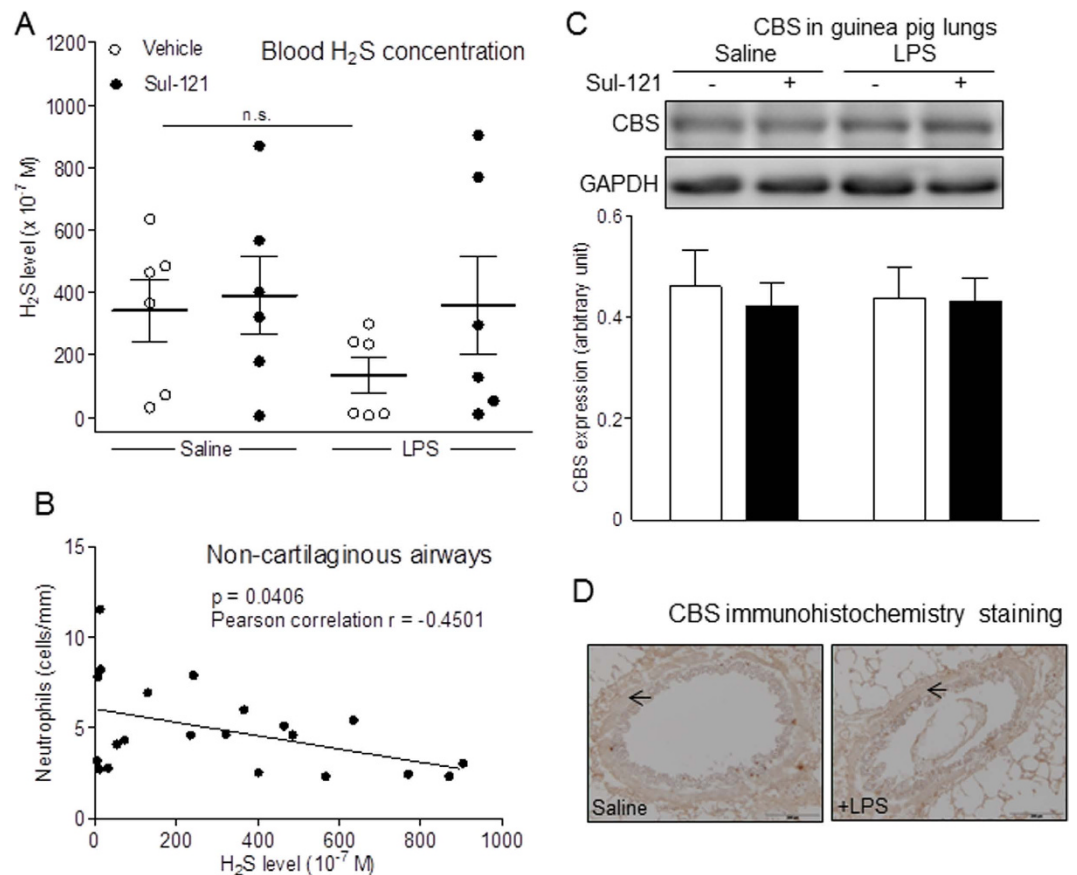 A
Blood H₂S concentration
Vehicle
Sul-121
n.s.
1200
1000
800
600
400
200
0
H₂S level (x 10⁻⁷ M)
Saline
LPS
B
Non-cartilaginous airways
p = 0.0406
Pearson correlation r = -0.4501
15
10
5
0
Neutrophils (cells/mm)
0 200 400 600 800 1000
H₂S level (10⁻⁷ M)
C
CBS in guinea pig lungs
Saline LPS
Sul-121 - + - +
CBS
GAPDH
0.6
0.4
0.2
0
CBS expression (arbitrary unit)
D
CBS immunohistochemistry staining
Saline
+LPS